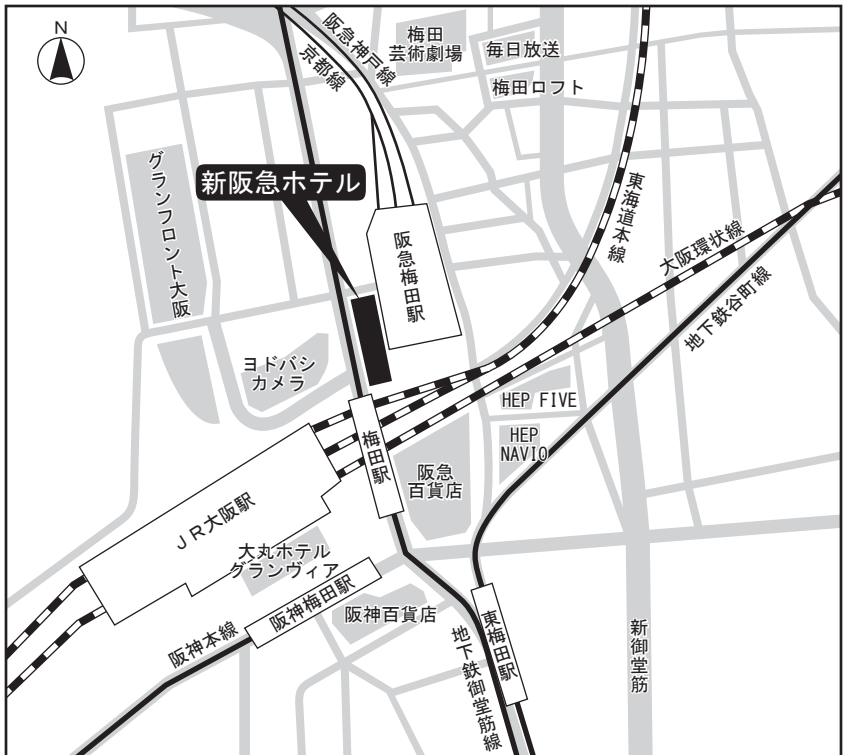 N
阪急神戸線
京都線
梅田
芸術劇場
毎日放送
梅田ロフト
グランフロント大阪
新阪急ホテル
阪急梅田駅
東海道本線
大阪環状線
地下鉄谷町線
ヨドバシ
カメラ
HEP FIVE
HEP
NAVIO
梅田駅
阪急
百貨店
JR大阪駅
大丸ホテル
グランヴィア
阪神梅田駅
阪神百貨店
阪神本線
地下鉄御堂筋線
東梅田駅
新御堂筋